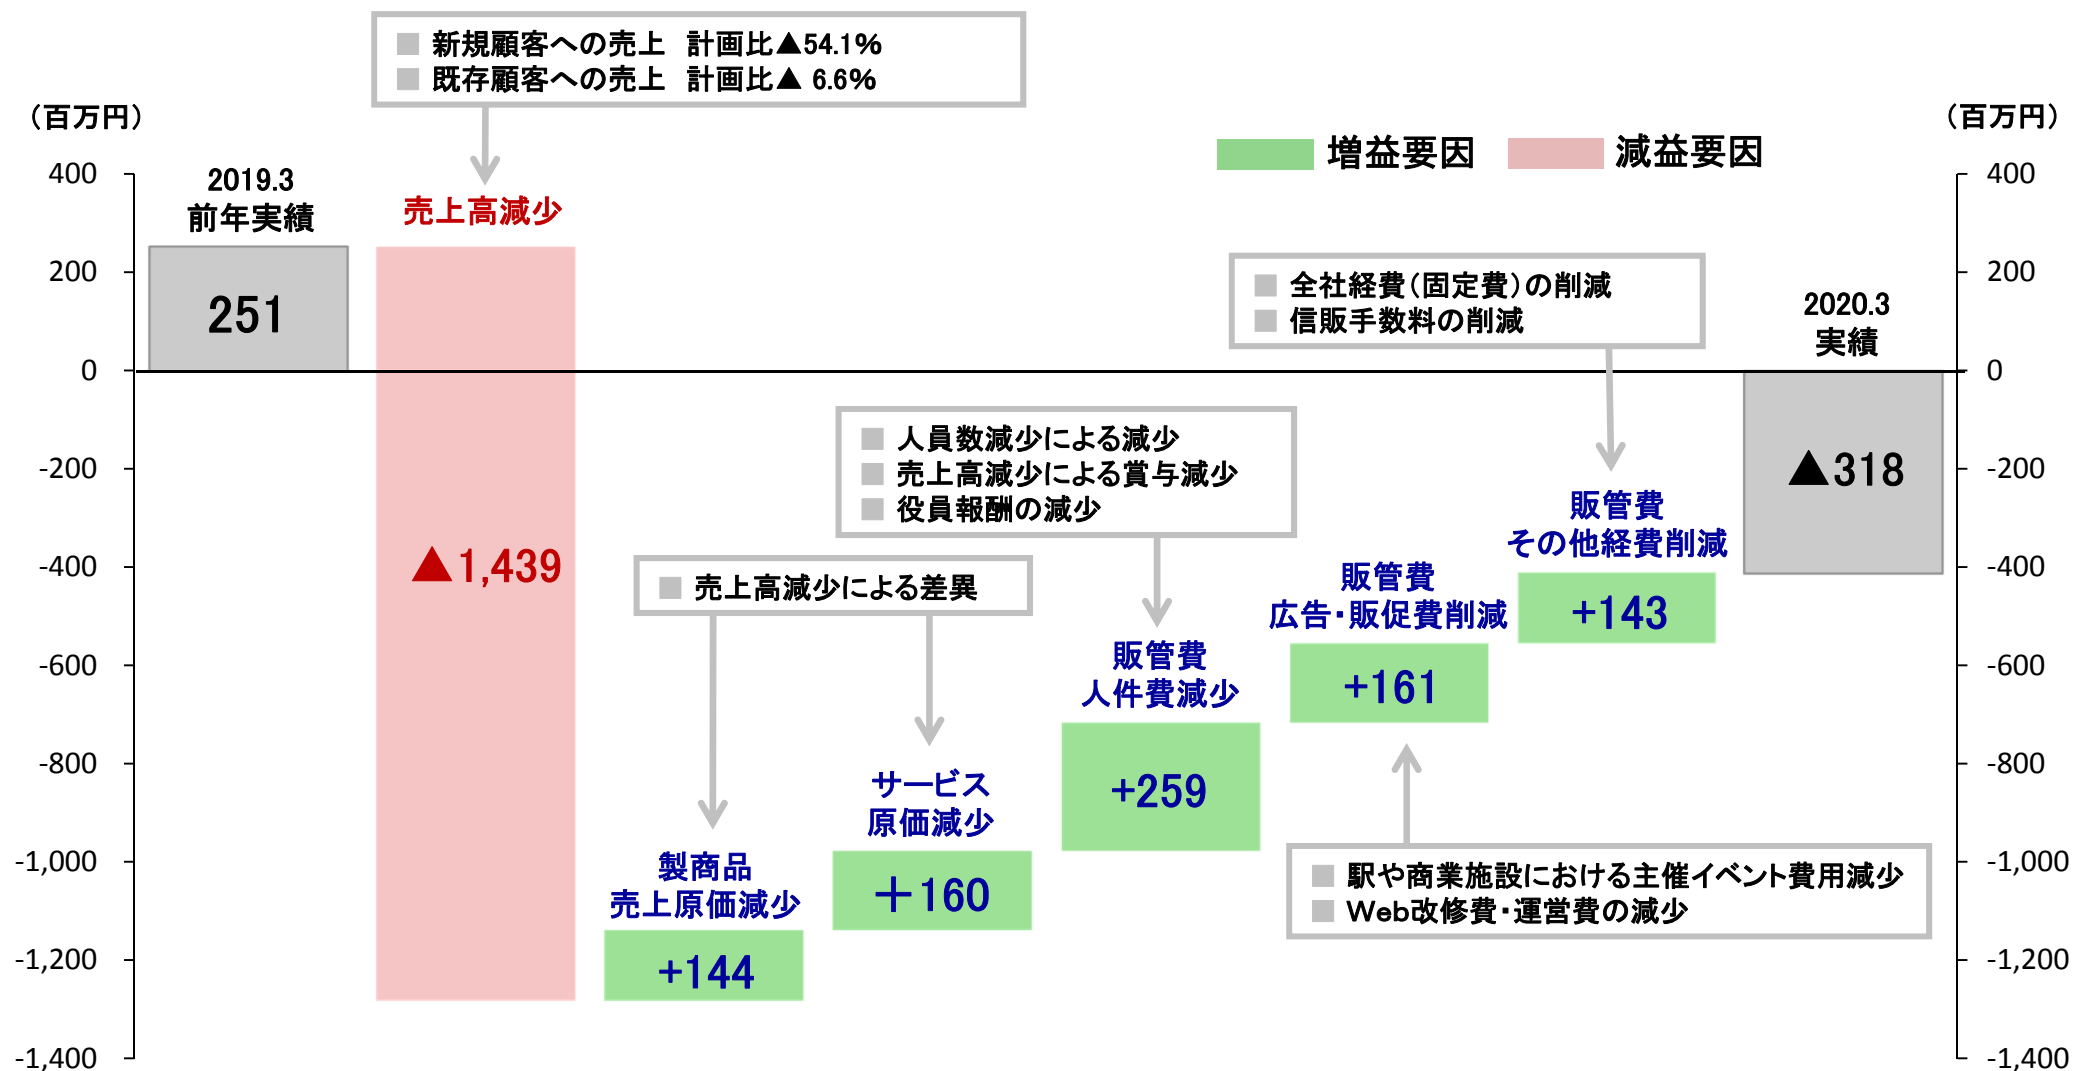 ■ 新規顧客への売上 計画比▲54.1%
■ 既存顧客への売上 計画比▲ 6.6%
（百万円）
（百万円）
増益要因
減益要因
400
200
0
-200
-400
-600
-800
-1,000
-1,200
-1,400
2019.3
前年実績
251
売上高減少
▲1,439
■ 売上高減少による差異
製商品
売上原価減少
+144
サービス
原価減少
＋160
■ 人員数減少による減少
■ 売上高減少による賞与減少
■ 役員報酬の減少
販管費
人件費減少
+259
販管費
広告・販促費削減
+161
■ 駅や商業施設における主催イベント費用減少
■ Web改修費・運営費の減少
■ 全社経費（固定費）の削減
■ 信販手数料の削減
販管費
その他経費削減
+143
2020.3
実績
▲318
400
200
0
-200
-400
-600
-800
-1,000
-1,200
-1,400